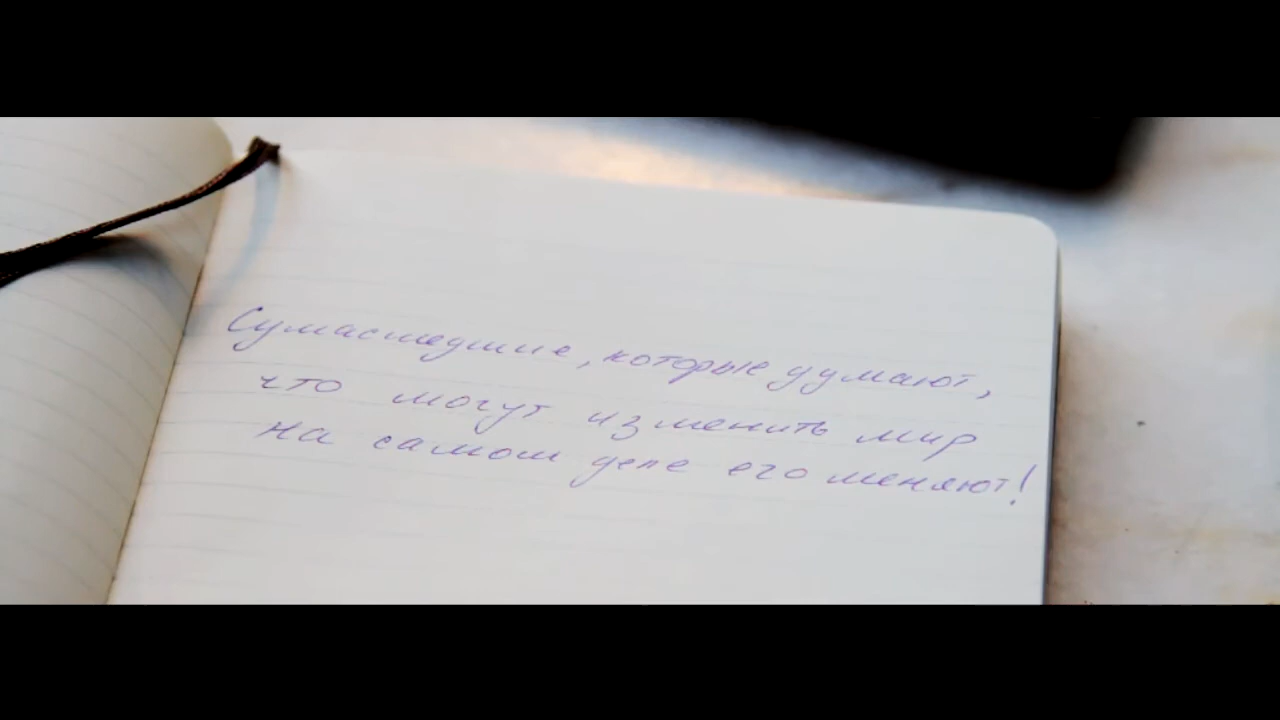 Сумасшедшие, которые думают,
что могут изменить мир
на самом деле его меняют!